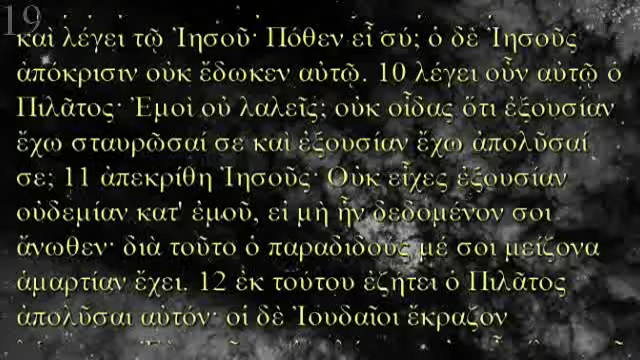 19
καὶ λέγει τῷ Ἰησοῦ· Πόθεν εἶ σύ; ὁ δὲ Ἰησοῦς
ἀπόκρισιν οὐκ ἔδωκεν αὐτῷ. 10 λέγει οὖν αὐτῷ ὁ
Πιλᾶτος· Ἐμοὶ οὐ λαλεῖς; οὐκ οἶδας ὅτι ἐξουσίαν
ἔχω σταυρῶσαί σε καὶ ἐξουσίαν ἔχω ἀπολῦσαί
σε; 11 ἀπεκρίθη Ἰησοῦς· Οὐκ εἶχες ἐξουσίαν
οὐδεμίαν κατ' ἐμοῦ, εἰ μὴ ἦν δεδομένον σοι
ἄνωθεν· διὰ τοῦτο ὁ παραδιδούς μέ σοι μείζονα
ἁμαρτίαν ἔχει. 12 ἐκ τούτου ἐζήτει ὁ Πιλᾶτος
ἀπολῦσαι αὐτόν· οἱ δὲ Ἰουδαῖοι ἔκραζον